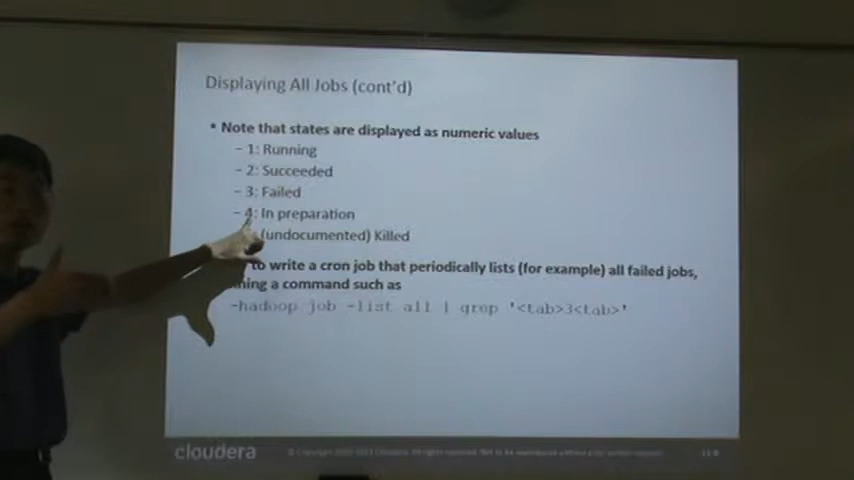 Displaying All Jobs (cont'd)
• Note that states are displayed as numeric values
– 1: Running
– 2: Succeeded
– 3: Failed
– 4: In preparation
(undocumented) Killed
to write a cron job that periodically lists (for example) all failed jobs,
a command such as
-hadoop job -list all | grep '<tab>3<tab>'
cloudera